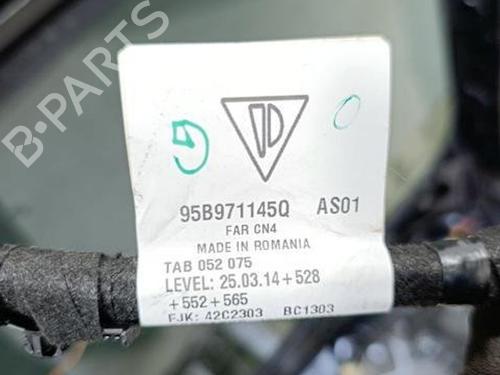 B-PARTS
95B971145Q AS01
FAR CN4
MADE IN ROMANIA
TAB 052 075
LEVEL: 25.03.14+528
+552+565
FJK: 42C2303 BC1303